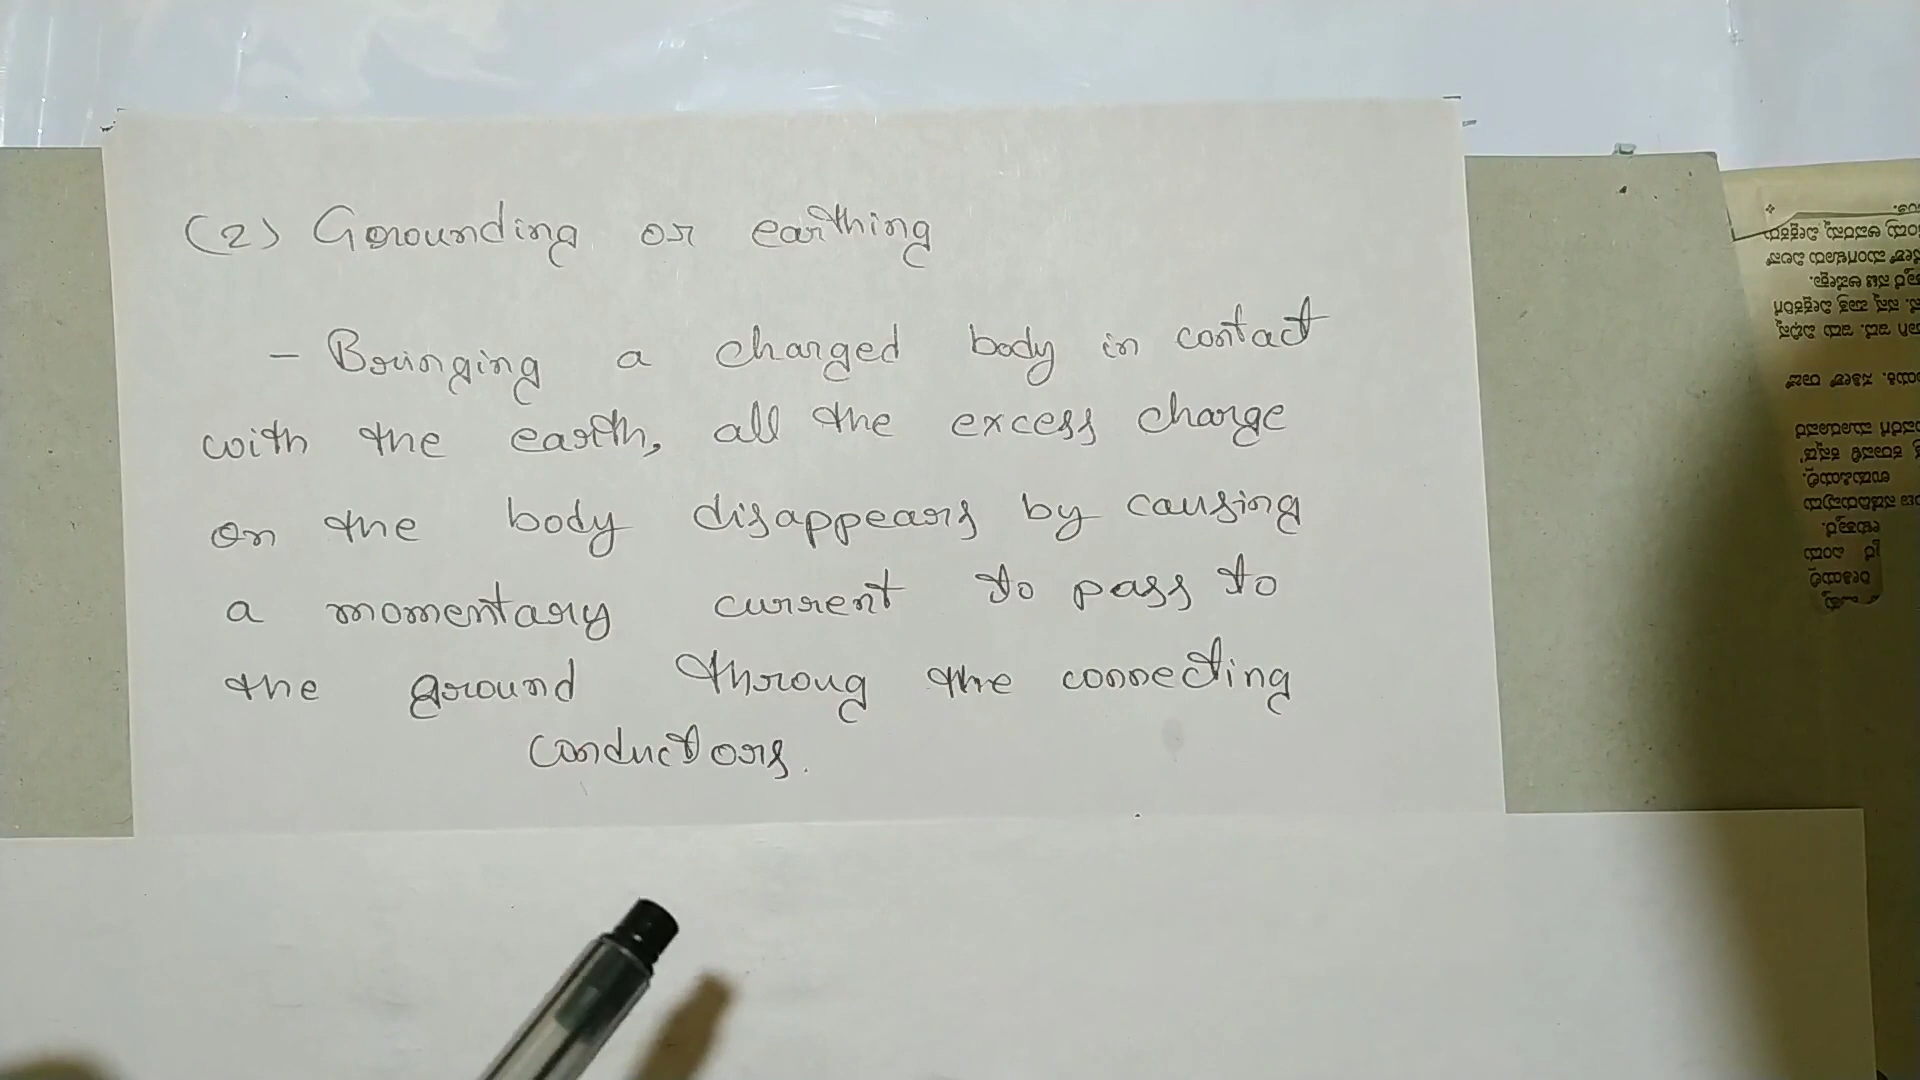 (2) Grounding or earthing
- Bringing a charged body in contact
with the earth, all the excess charge
on the body disappears by causing
a momentary current to pass to
the ground throug the connecting
conductors.